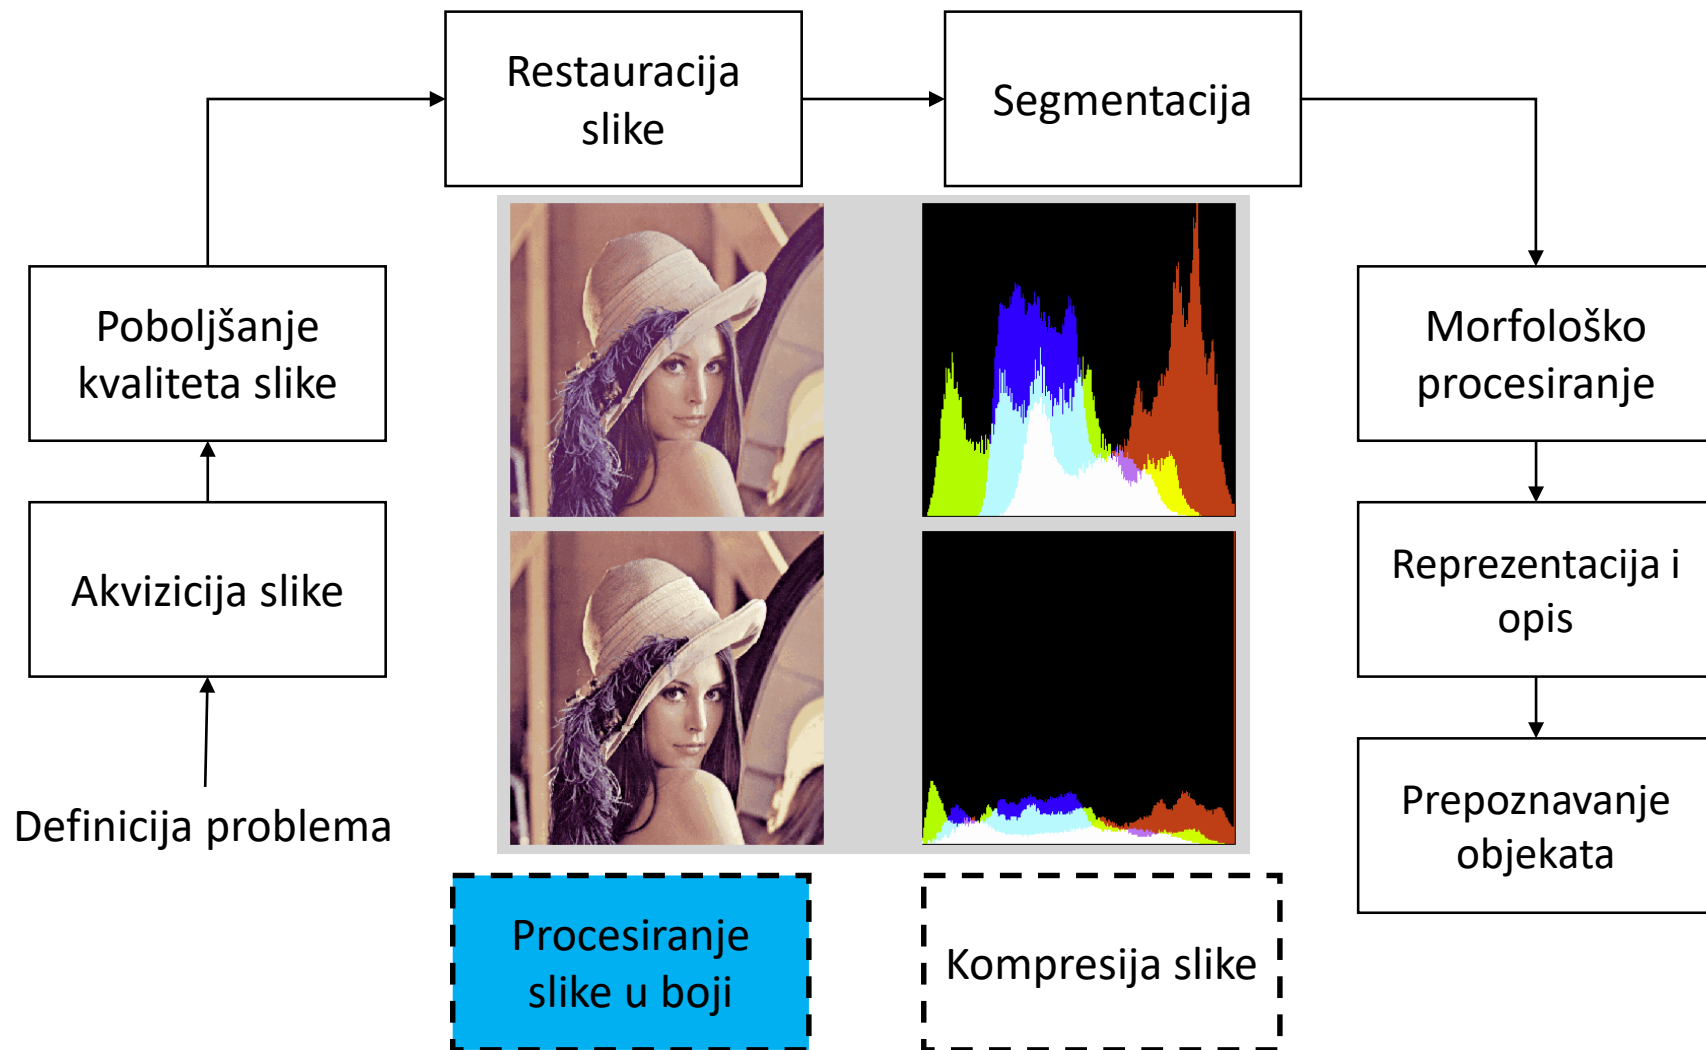 Restauracija
slike
Segmentacija
Poboljšanje
kvaliteta slike
Morfološko
procesiranje
Akvizicija slike
Reprezentacija i
opis
Definicija problema
Prepoznavanje
objekata
Procesiranje
slike u boji
Kompresija slike